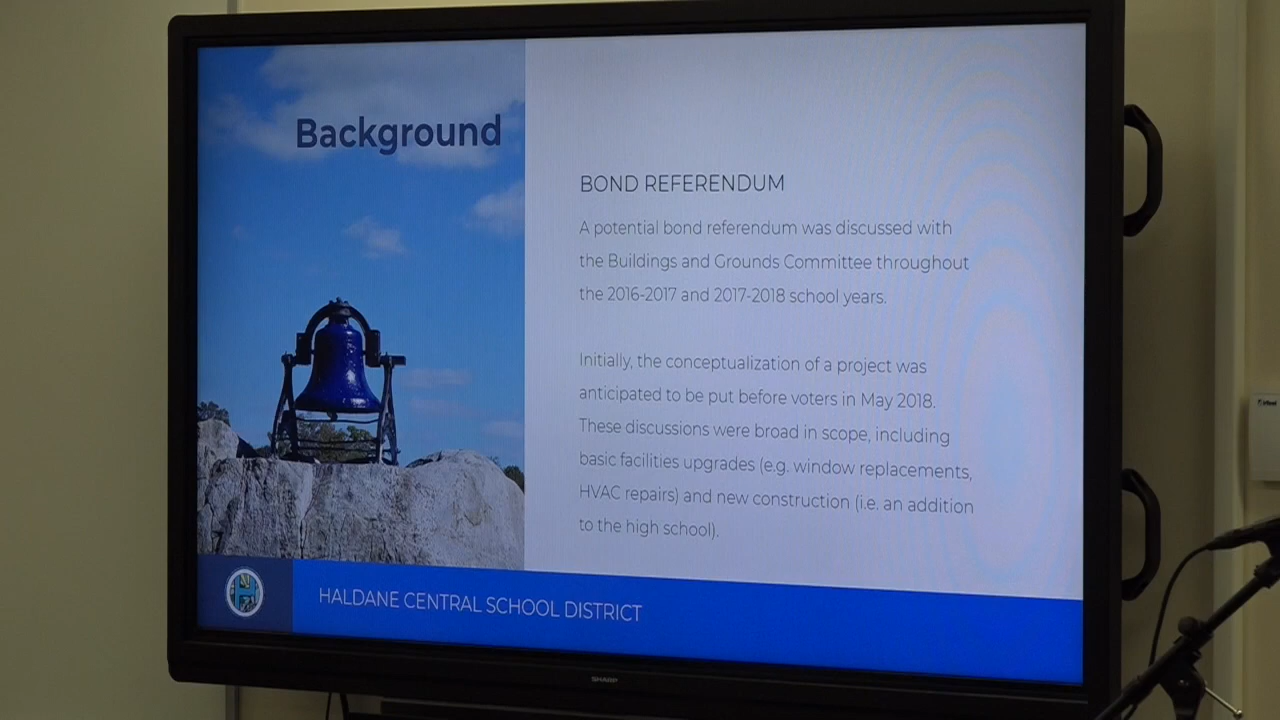 Background
BOND REFERENDUM
A potential bond referendum was discussed with
the Buildings and Grounds Committee throughout
the 2016-2017 and 2017-2018 school years.
Initially, the conceptualization of a project was
anticipated to be put before voters in May 2018.
These discussions were broad in scope, including
basic facilities upgrades (e.g. window replacements,
HVAC repairs) and new construction (i.e. an addition
to the high school).
HALDANE CENTRAL SCHOOL DISTRICT
SHARP